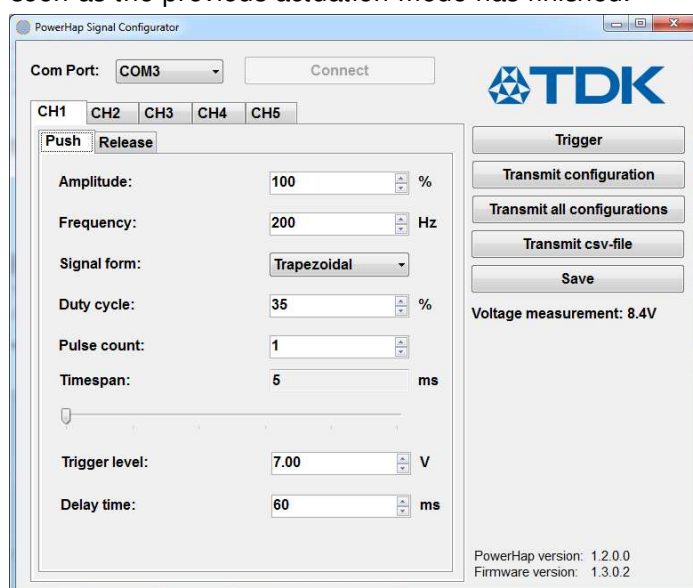 soon as the previous actuation mode has finished.
PowerHap Signal Configurator
Com Port: COM3 Connect
TDK
CH1 CH2 CH3 CH4 CH5
Push Release
Amplitude: 100 %
Frequency: 200 Hz
Signal form: Trapezoidal
Duty cycle: 35 %
Pulse count: 1
Timespan: 5 ms
Trigger level: 7.00 V
Delay time: 60 ms
Trigger
Transmit configuration
Transmit all configurations
Transmit csv-file
Save
Voltage measurement: 8.4V
PowerHap version: 1.2.0.0
Firmware version: 1.3.0.2